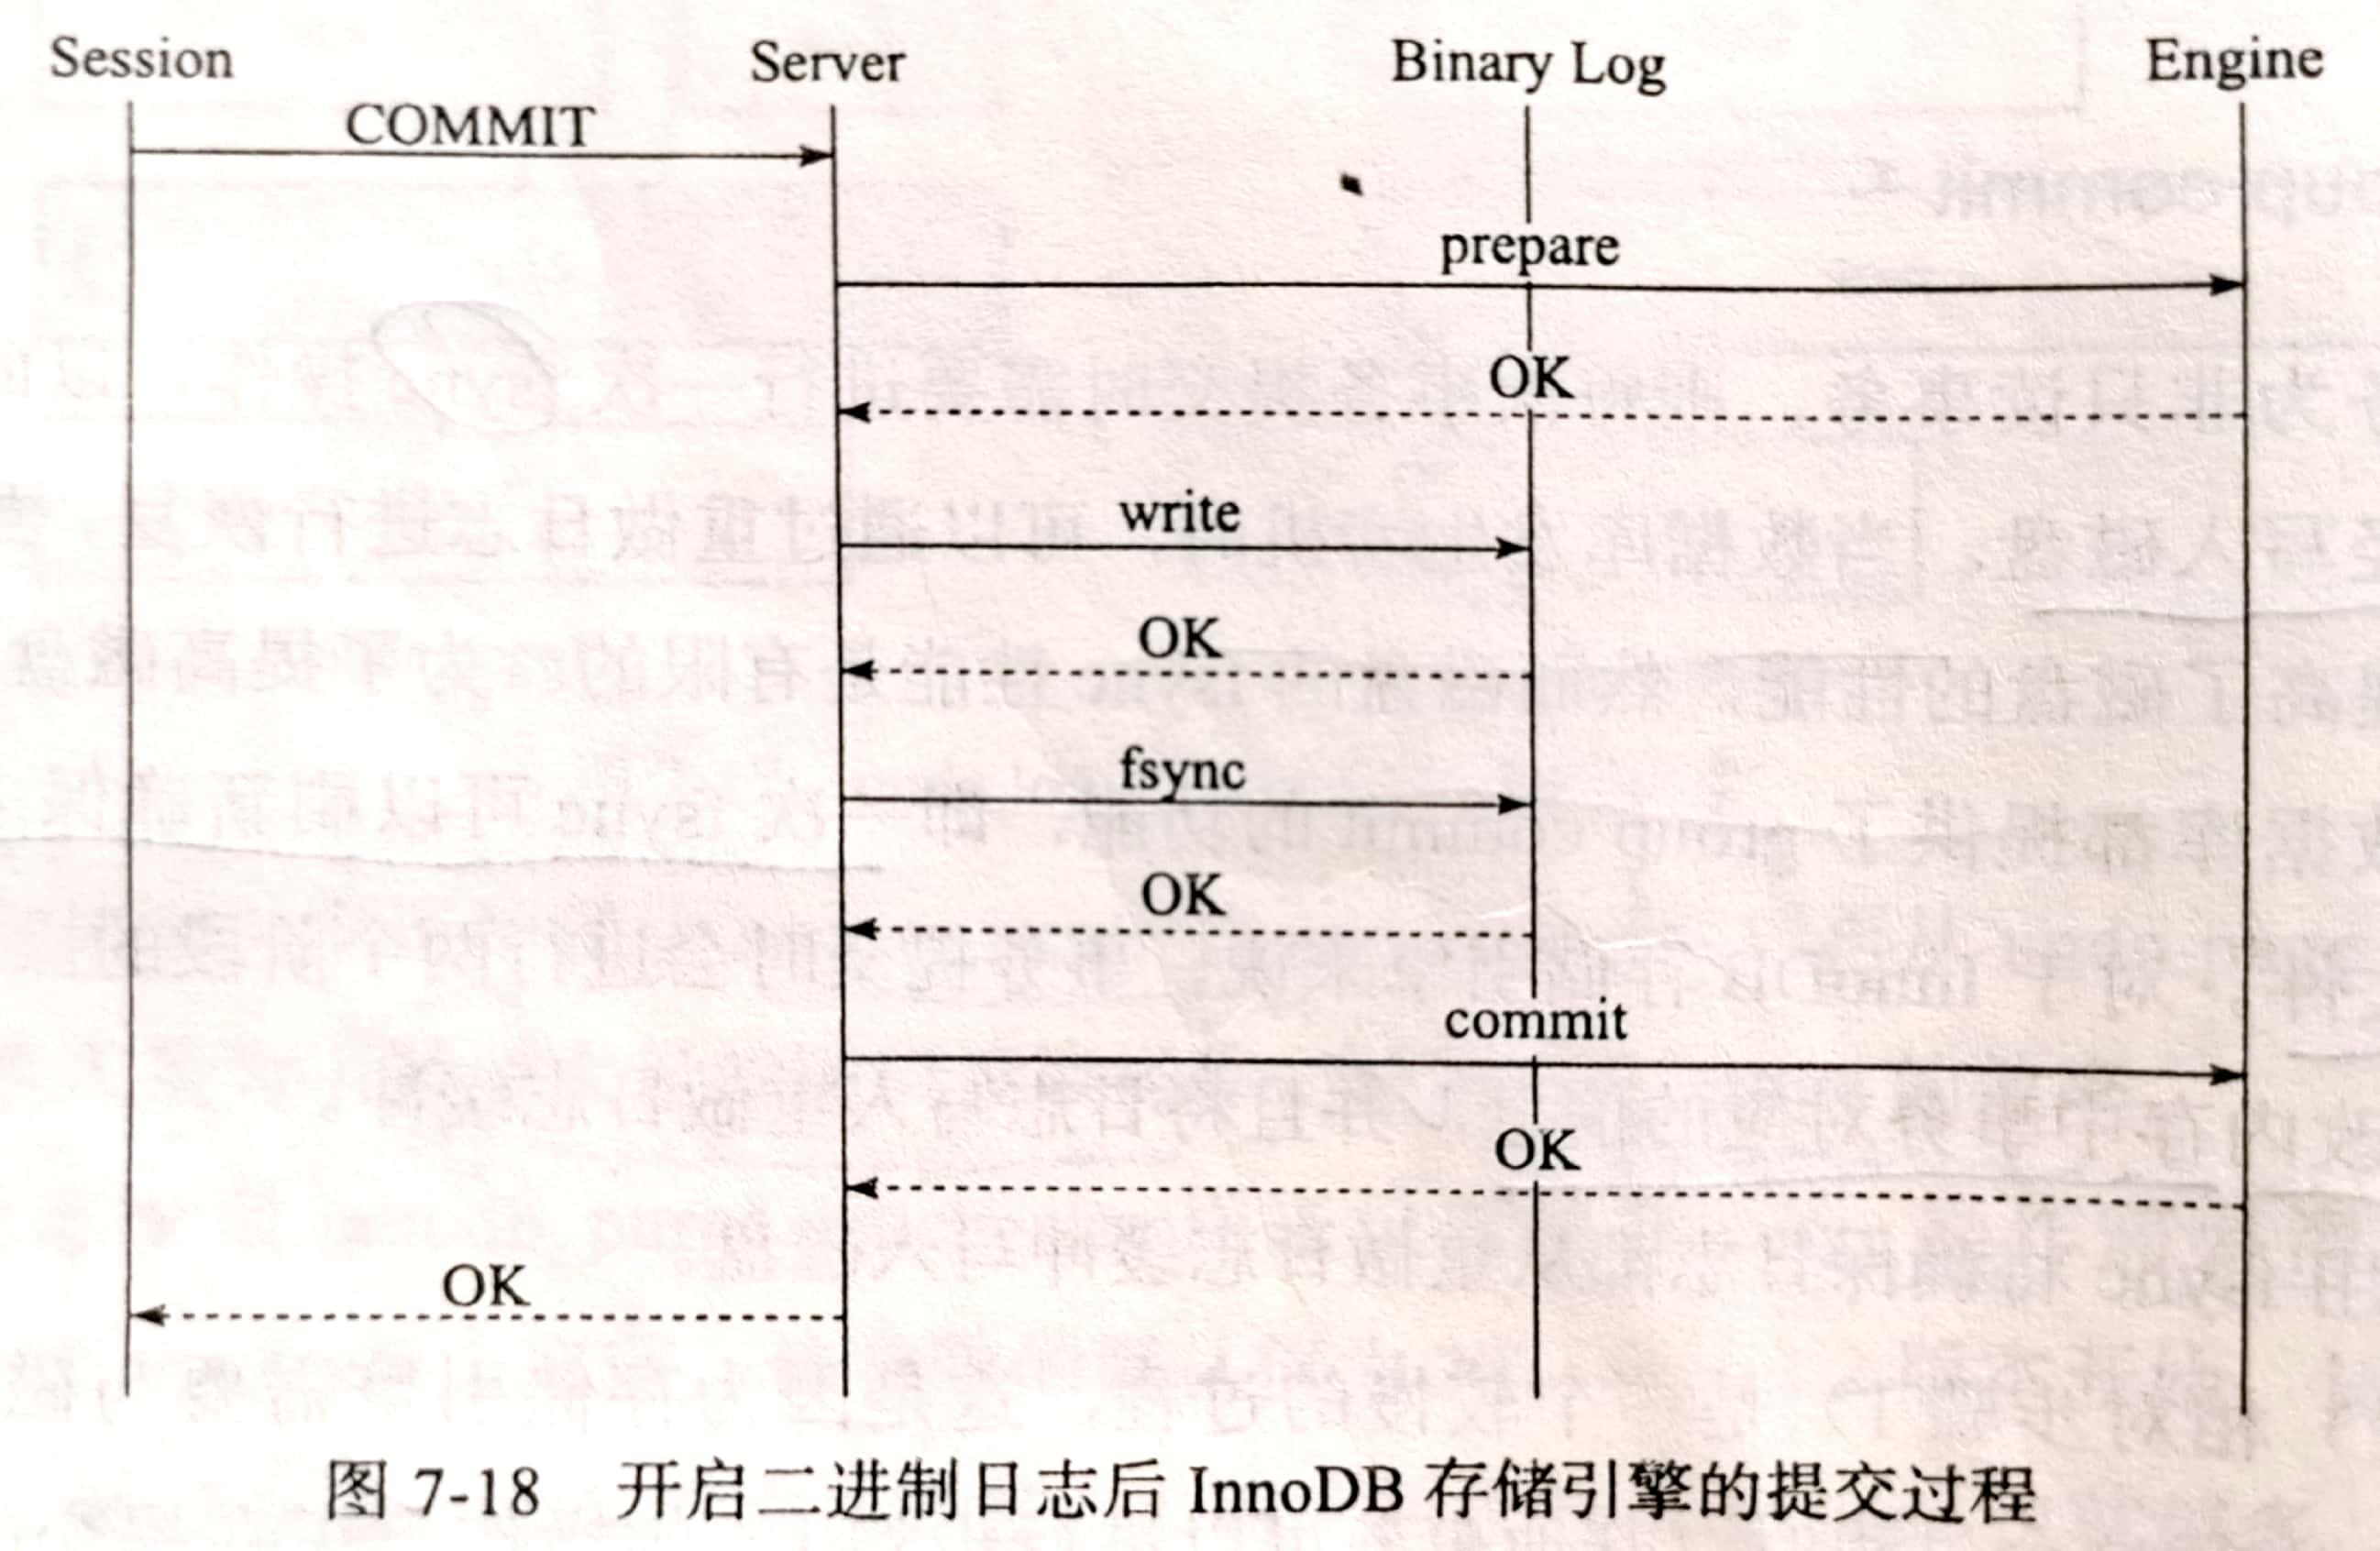 Session Server Binary Log Engine
COMMIT
prepare
OK
write
OK
fsync
OK
commit
OK
OK
图 7-18 开启二进制日志后 InnoDB 存储引擎的提交过程